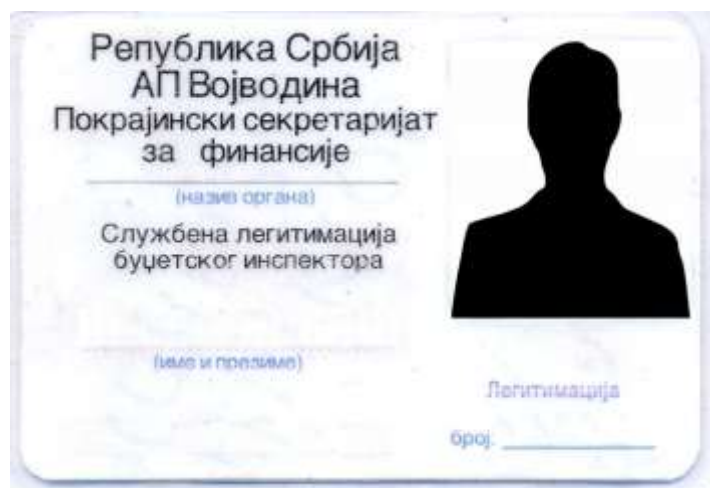 Република Србија
АП Војводина
Покрајински секретаријат
за финансије
(назив органа)
Службена легитимација
буџетског инспектора
(име и презиме)
Легитимација
број: